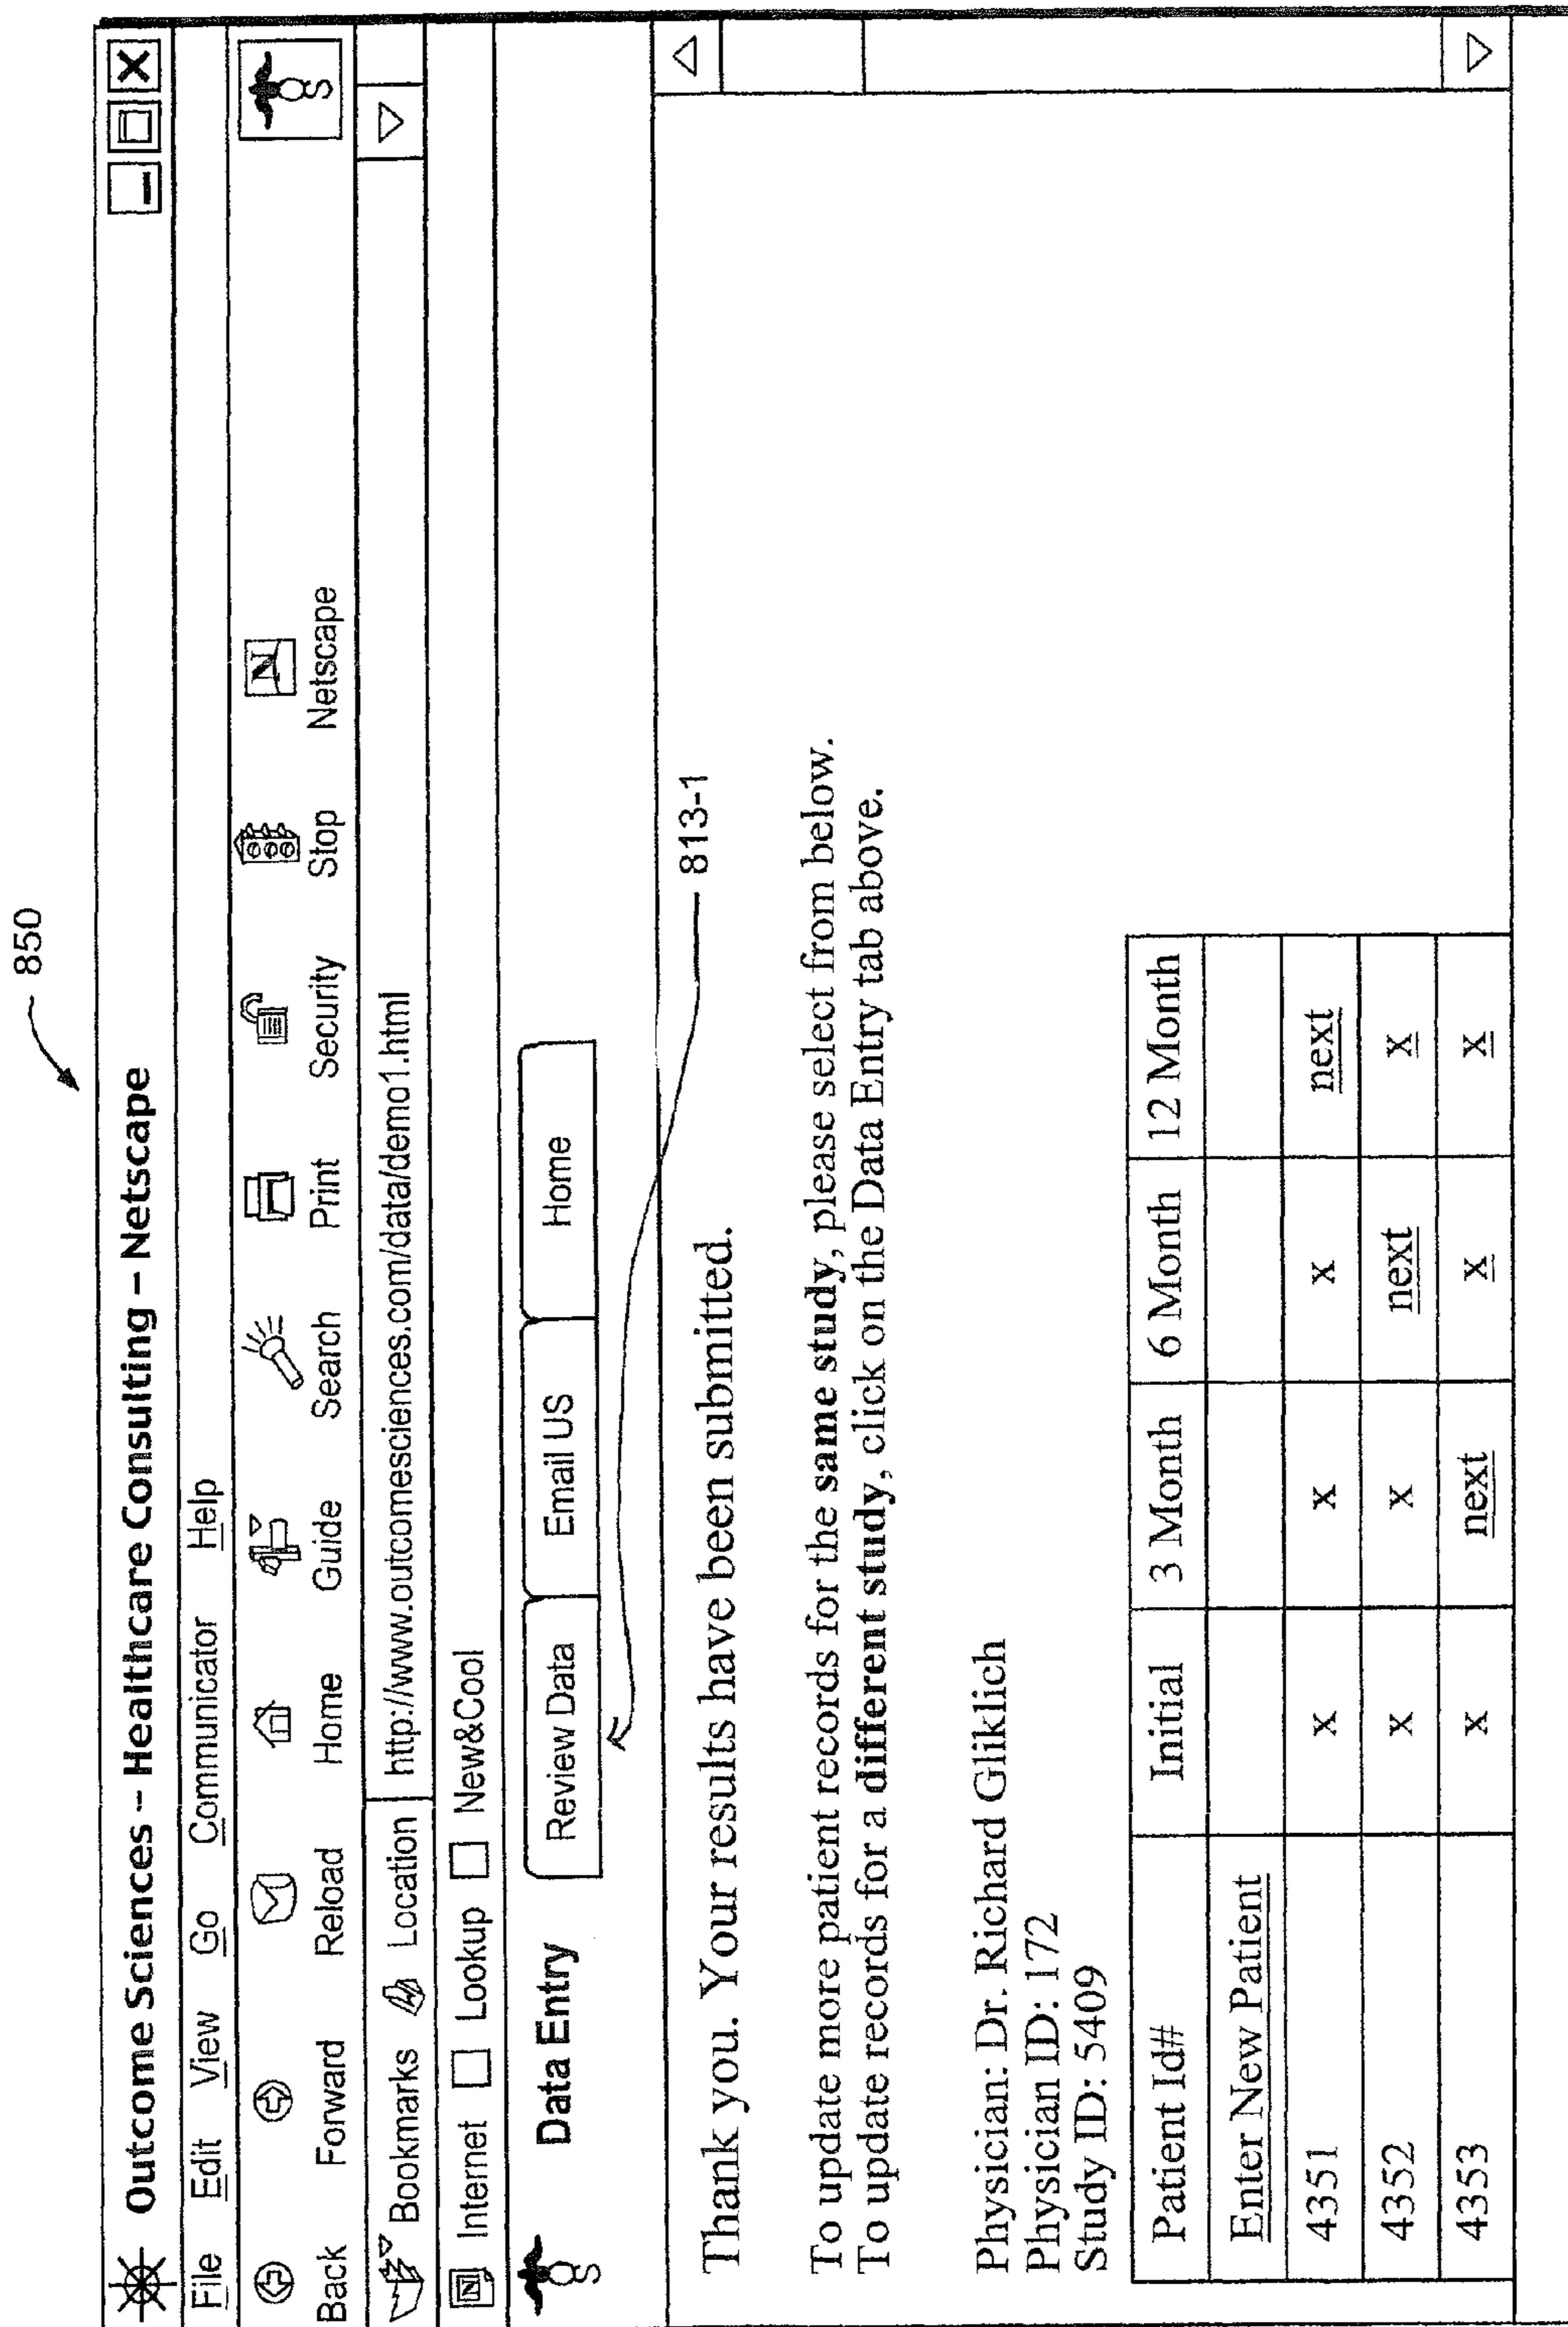 850
Outcome Sciences - Healthcare Consulting - Netscape
File Edit View Go Communicator Help
Back Forward Reload Home Guide Search Print Security Stop Netscape
Bookmarks Location http://www.outcomesciences.com/data/demo1.html
Internet Lookup New&Cool
Data Entry Review Data Email US Home
813-1
Thank you. Your results have been submitted.
To update more patient records for the same study, please select from below.
To update records for a different study, click on the Data Entry tab above.
Physician: Dr. Richard Gliklich
Physician ID: 172
Study ID: 5409
Patient Id# Initial 3 Month 6 Month 12 Month
Enter New Patient
4351 x x x next
4352 x x next x
4353 x next x x